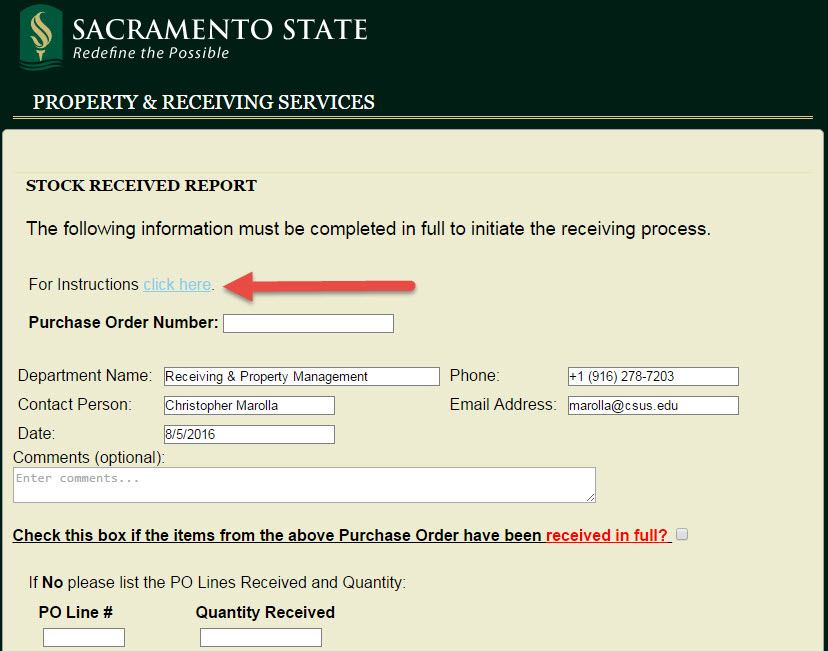 SACRAMENTO STATE
Redefine the Possible
PROPERTY & RECEIVING SERVICES
STOCK RECEIVED REPORT
The following information must be completed in full to initiate the receiving process.
For Instructions click here.
Purchase Order Number:
Department Name: Receiving & Property Management Phone: +1 (916) 278-7203
Contact Person: Christopher Marolla Email Address: marolla@csus.edu
Date: 8/5/2016
Comments (optional):
Enter comments...
Check this box if the items from the above Purchase Order have been received in full?
If No please list the PO Lines Received and Quantity:
PO Line # Quantity Received